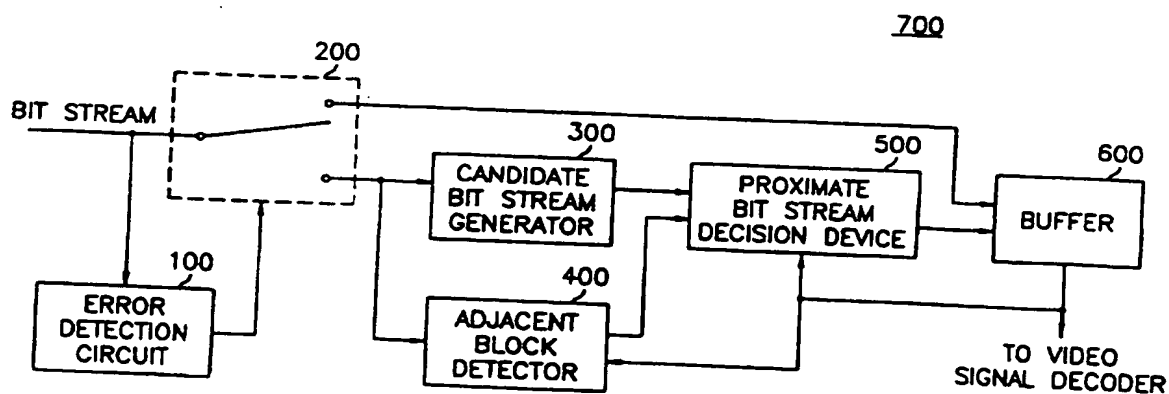 700
200
BIT STREAM
300
CANDIDATE
BIT STREAM
GENERATOR
500
PROXIMATE
BIT STREAM
DECISION DEVICE
600
BUFFER
100
ERROR
DETECTION
CIRCUIT
400
ADJACENT
BLOCK
DETECTOR
TO VIDEO
SIGNAL DECODER